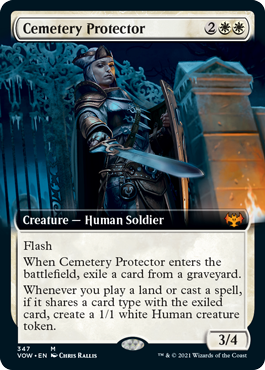 Cemetery Protector 2
Creature — Human Soldier
Flash
When Cemetery Protector enters the
battlefield, exile a card from a graveyard.
Whenever you play a land or cast a spell,
if it shares a card type with the exiled
card, create a 1/1 white Human creature
token.
3/4
347 M
VOW • EN Chris Rallis
™ & © 2021 Wizards of the Coast